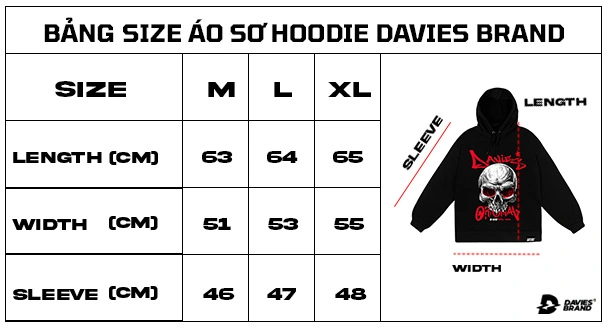 BẢNG SIZE ÁO SƠ HOODIE DAVIES BRAND
SIZE M L XL
LENGTH (CM) 63 64 65
WIDTH (CM) 51 53 55
SLEEVE (CM) 46 47 48
LENGTH
SLEEVE
DAVIES
WIDTH
DAVIES®
BRAND